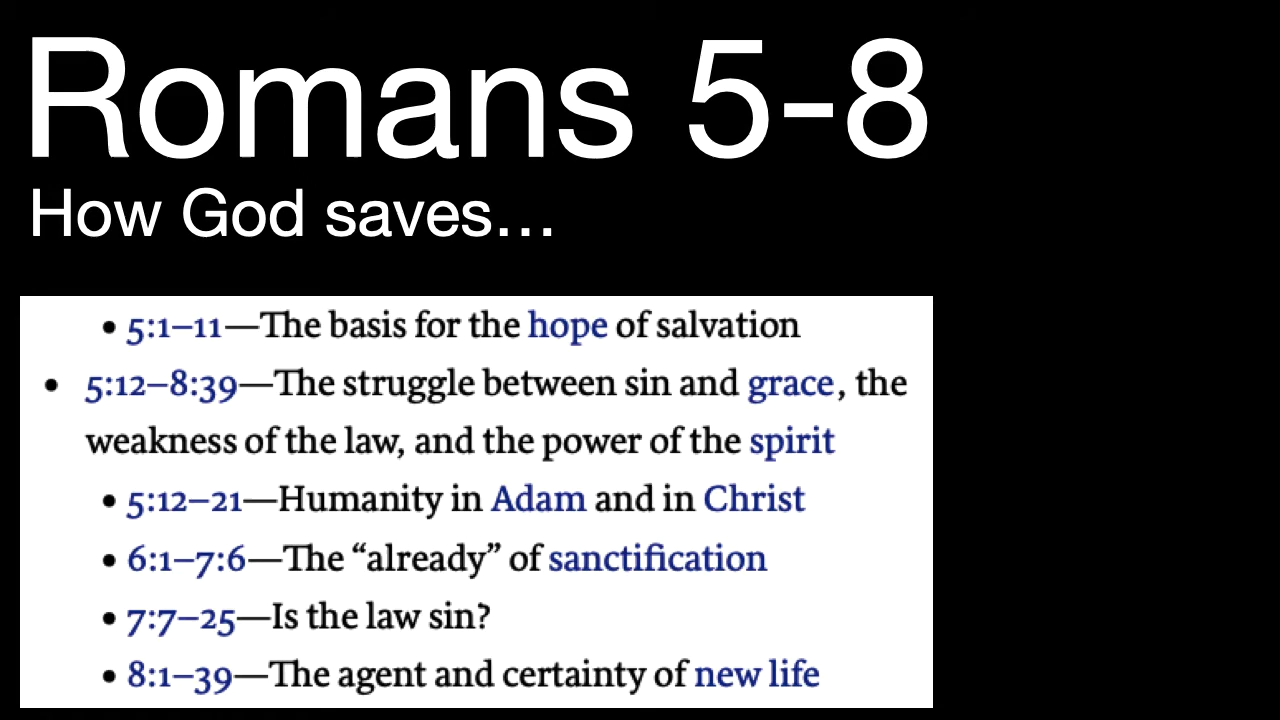 Romans 5-8
How God saves...
• 5:1–11—The basis for the hope of salvation
• 5:12–8:39—The struggle between sin and grace, the
weakness of the law, and the power of the spirit
• 5:12–21—Humanity in Adam and in Christ
• 6:1–7:6—The “already” of sanctification
• 7:7–25—Is the law sin?
• 8:1–39—The agent and certainty of new life